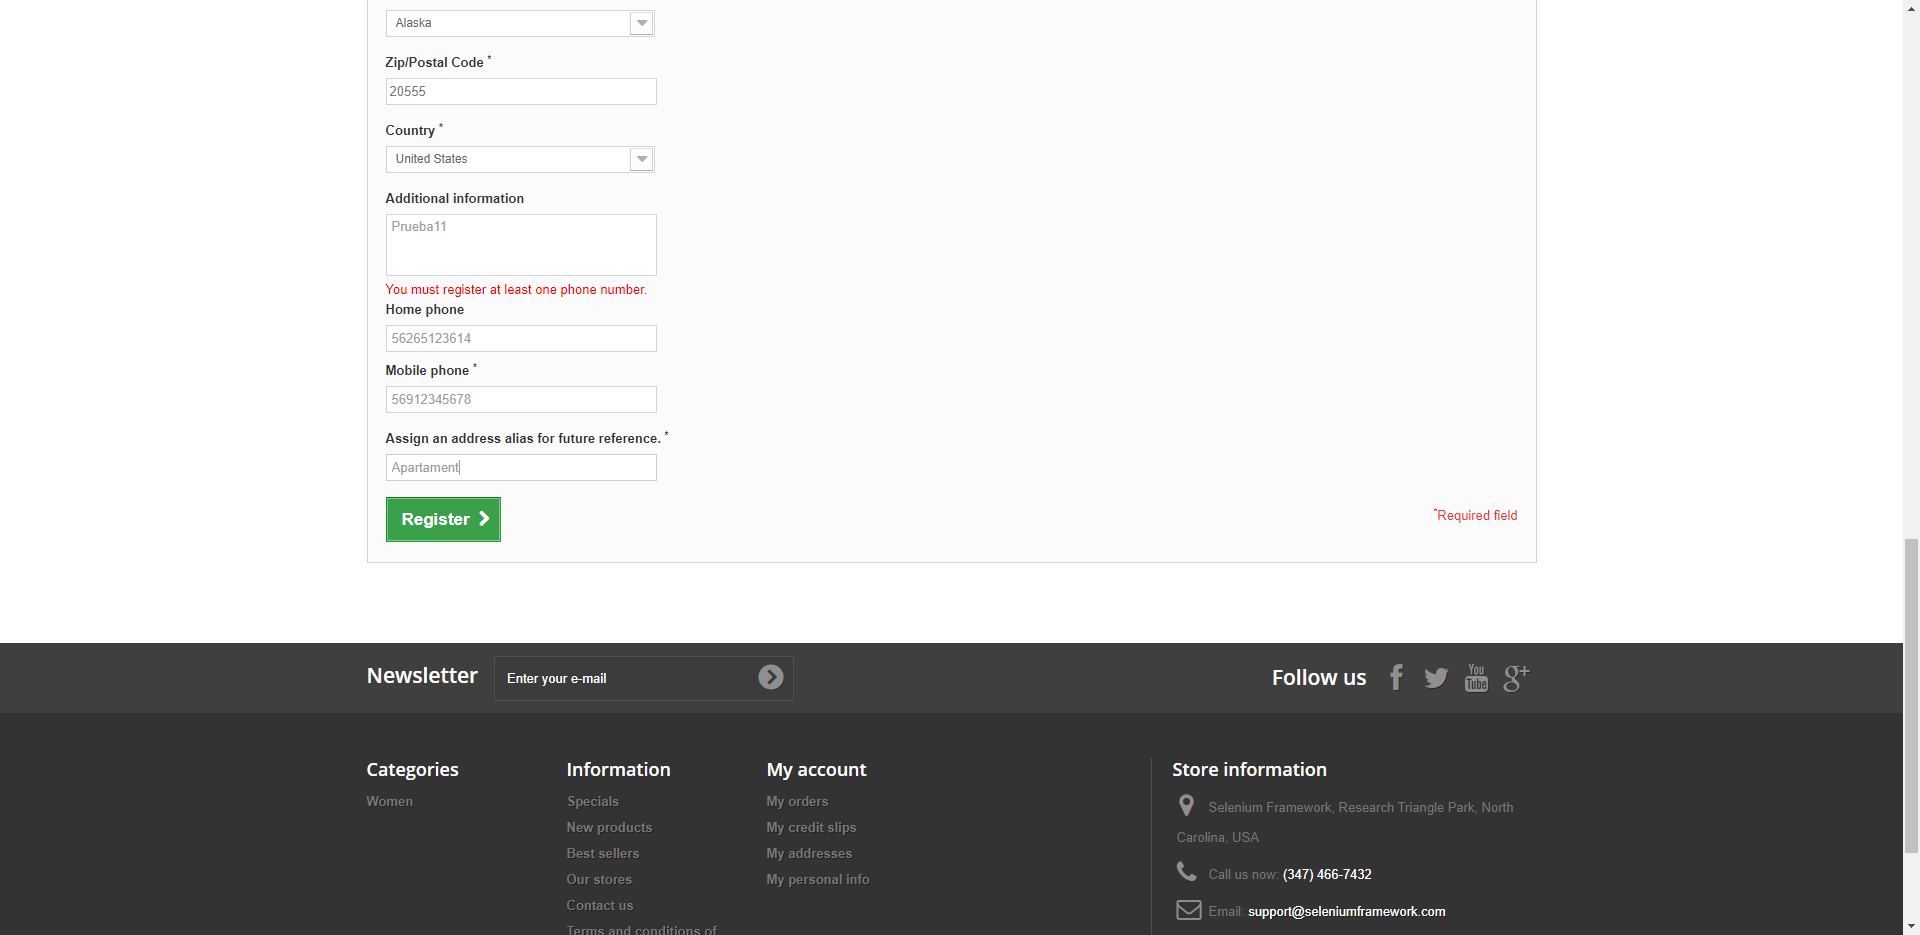 Alaska
Zip/Postal Code *
20555
Country *
United States
Additional information
Prueba11
You must register at least one phone number.
Home phone
56265123614
Mobile phone *
56912345678
Assign an address alias for future reference. *
Apartament
Register
*Required field
Newsletter
Enter your e-mail
Follow us
You Tube
g+
Categories
Women
Information
Specials
New products
Best sellers
Our stores
Contact us
Terms and conditions of
My account
My orders
My credit slips
My addresses
My personal info
Store information
Selenium Framework, Research Triangle Park, North
Carolina, USA
Call us now: (347) 466-7432
Email: support@seleniumframework.com